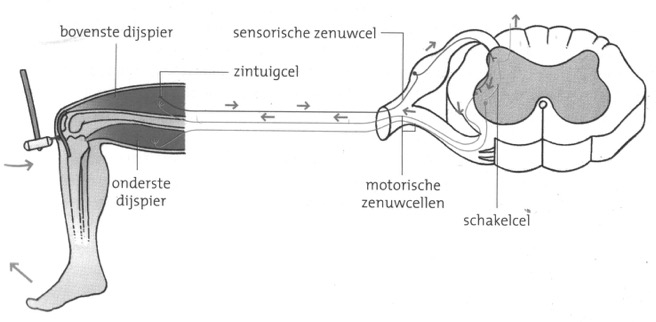 bovenste dijspier
sensorische zenuwcel
zintuigcel
onderste
dijspier
motorische
zenuwcellen
schakelcel